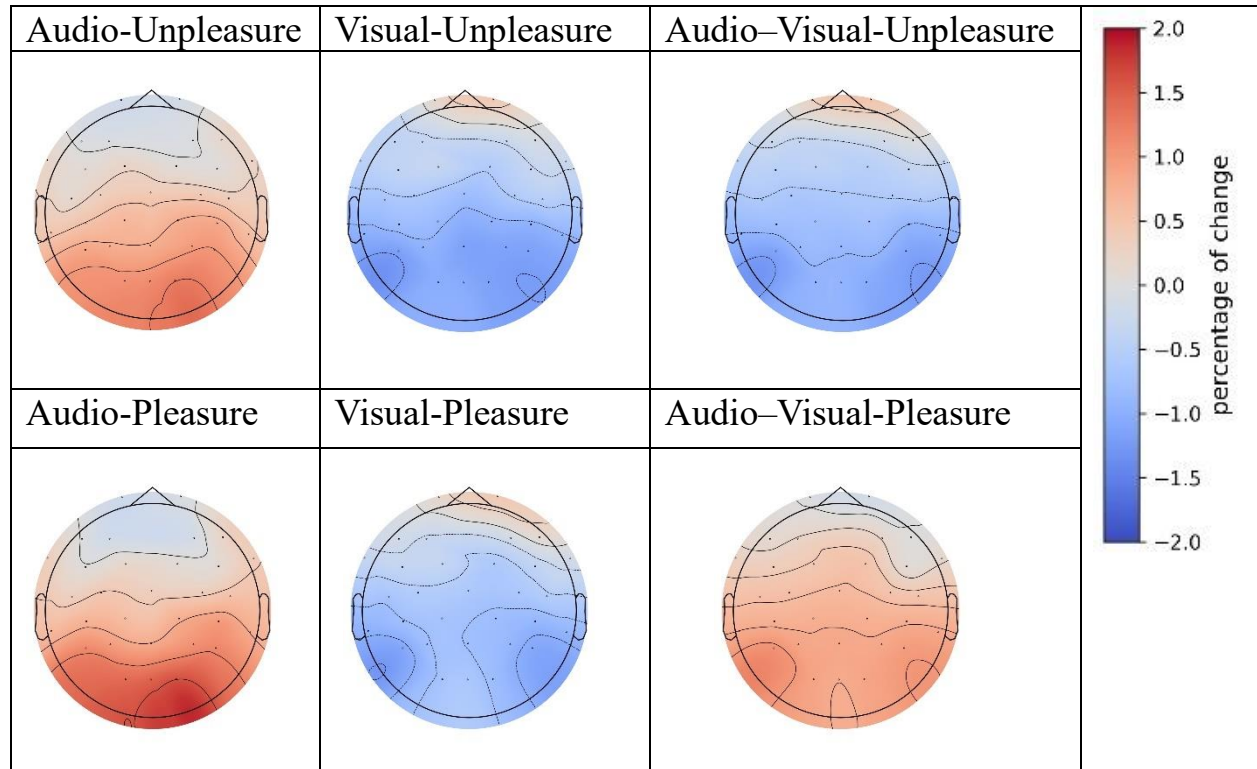 Audio-Unpleasure
Visual-Unpleasure
Audio–Visual-Unpleasure
Audio-Pleasure
Visual-Pleasure
Audio–Visual-Pleasure
2.0
1.5
1.0
0.5
0.0
−0.5
−1.0
−1.5
−2.0
percentage of change